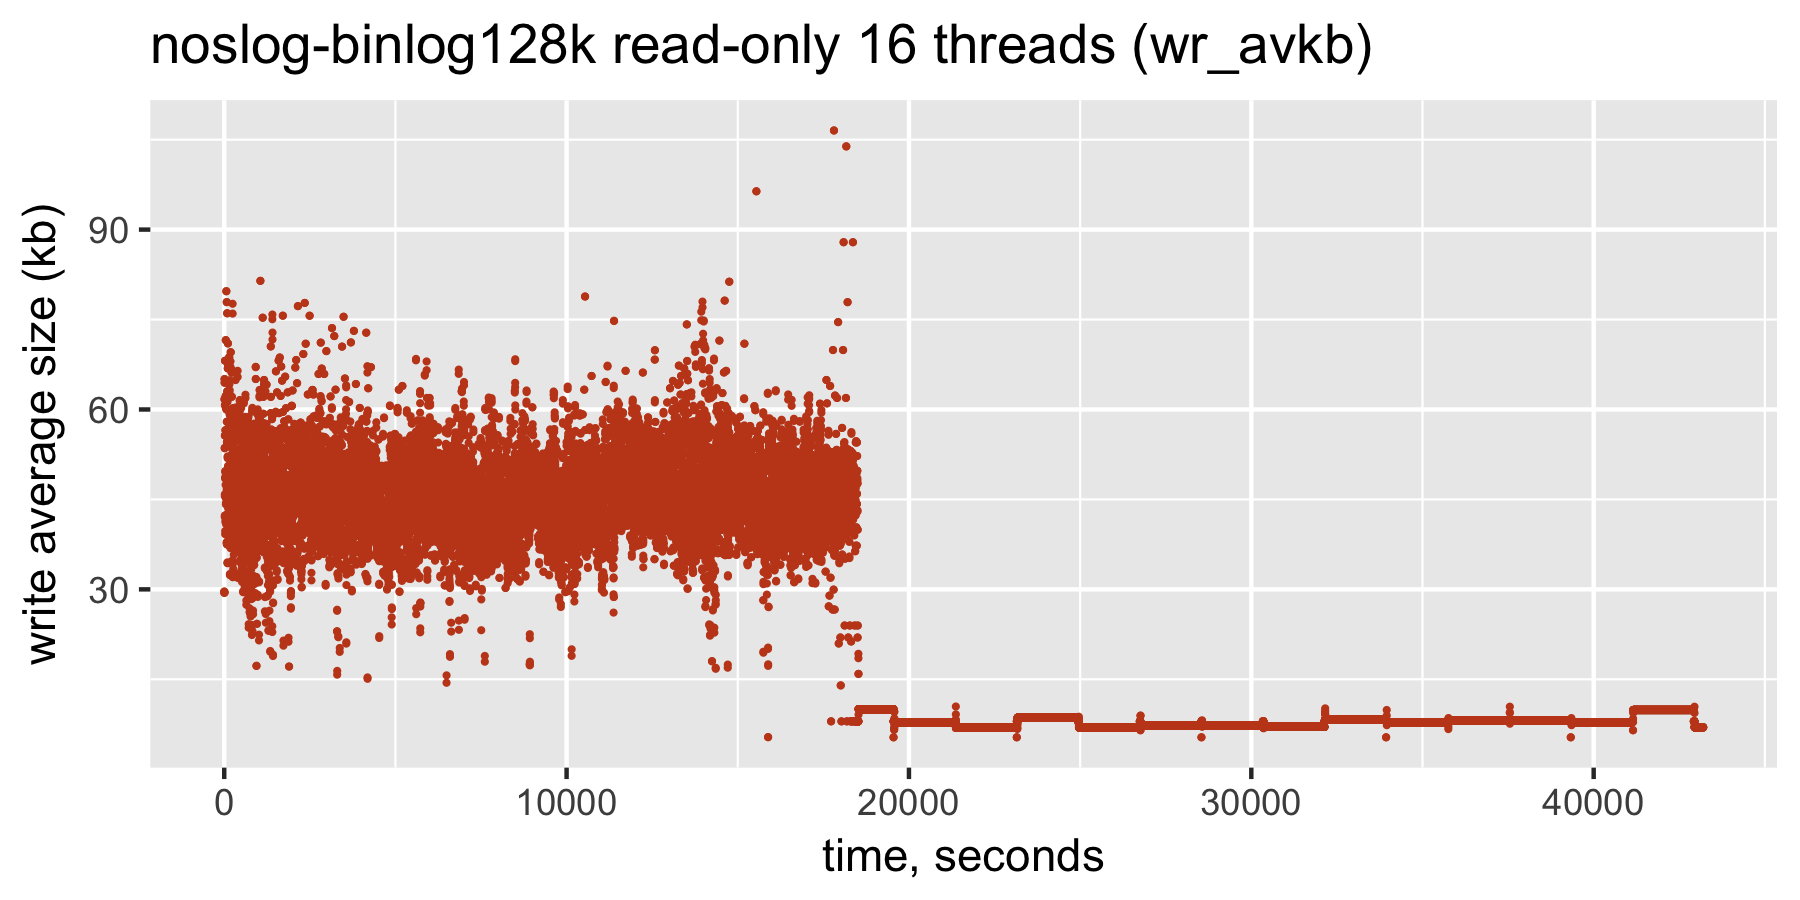 noslog-binlog128k read-only 16 threads (wr_avkb)
write average size (kb)
90
60
30
0 10000 20000 30000 40000
time, seconds